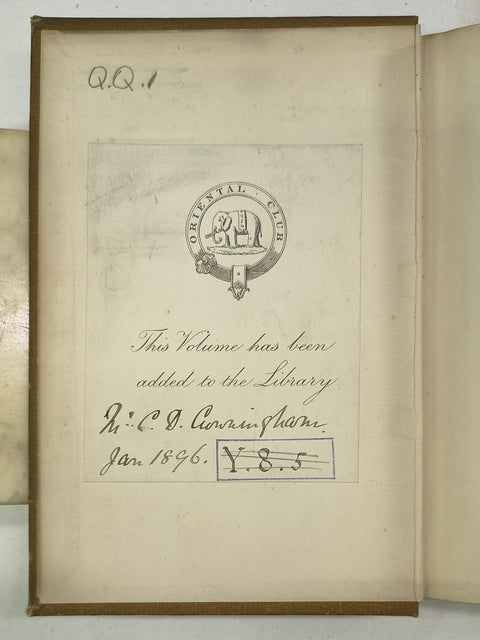 Q.Q.1
ORIENTAL · CLUB
This Volume has been
added to the Library
Mr. C. D. Cunningham.
Jan 1896.
Y.8.5